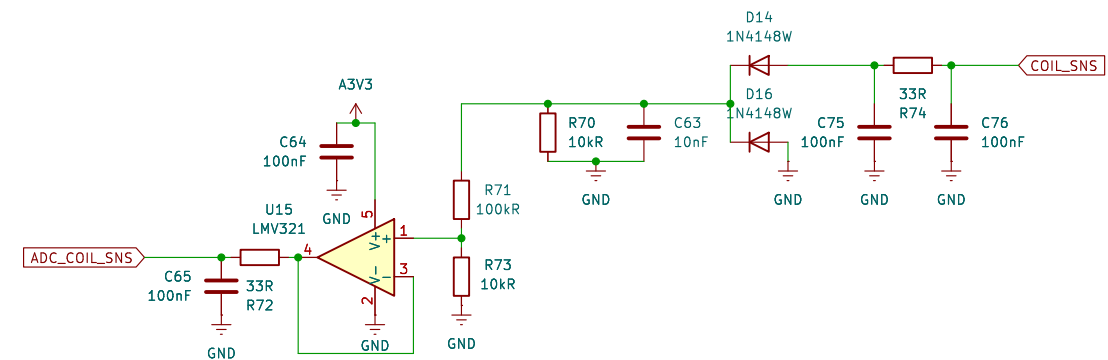 D14
1N4148W
COIL_SNS
A3V3
D16
1N4148W
33R
R74
C64
100nF
R70
10kR
C63
10nF
C75
100nF
C76
100nF
GND
GND
GND
GND
GND
R71
100kR
U15
LMV321
5
V+
+
1
4
ADC_COIL_SNS
V-
-
3
2
C65
100nF
33R
R72
R73
10kR
GND
GND
GND